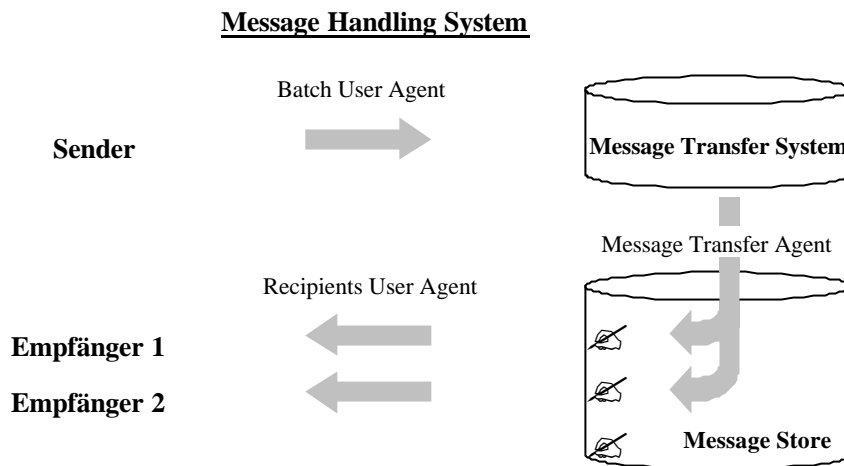 Message Handling System
Batch User Agent
Sender
Message Transfer System
Message Transfer Agent
Recipients User Agent
Empfänger 1
Empfänger 2
Message Store